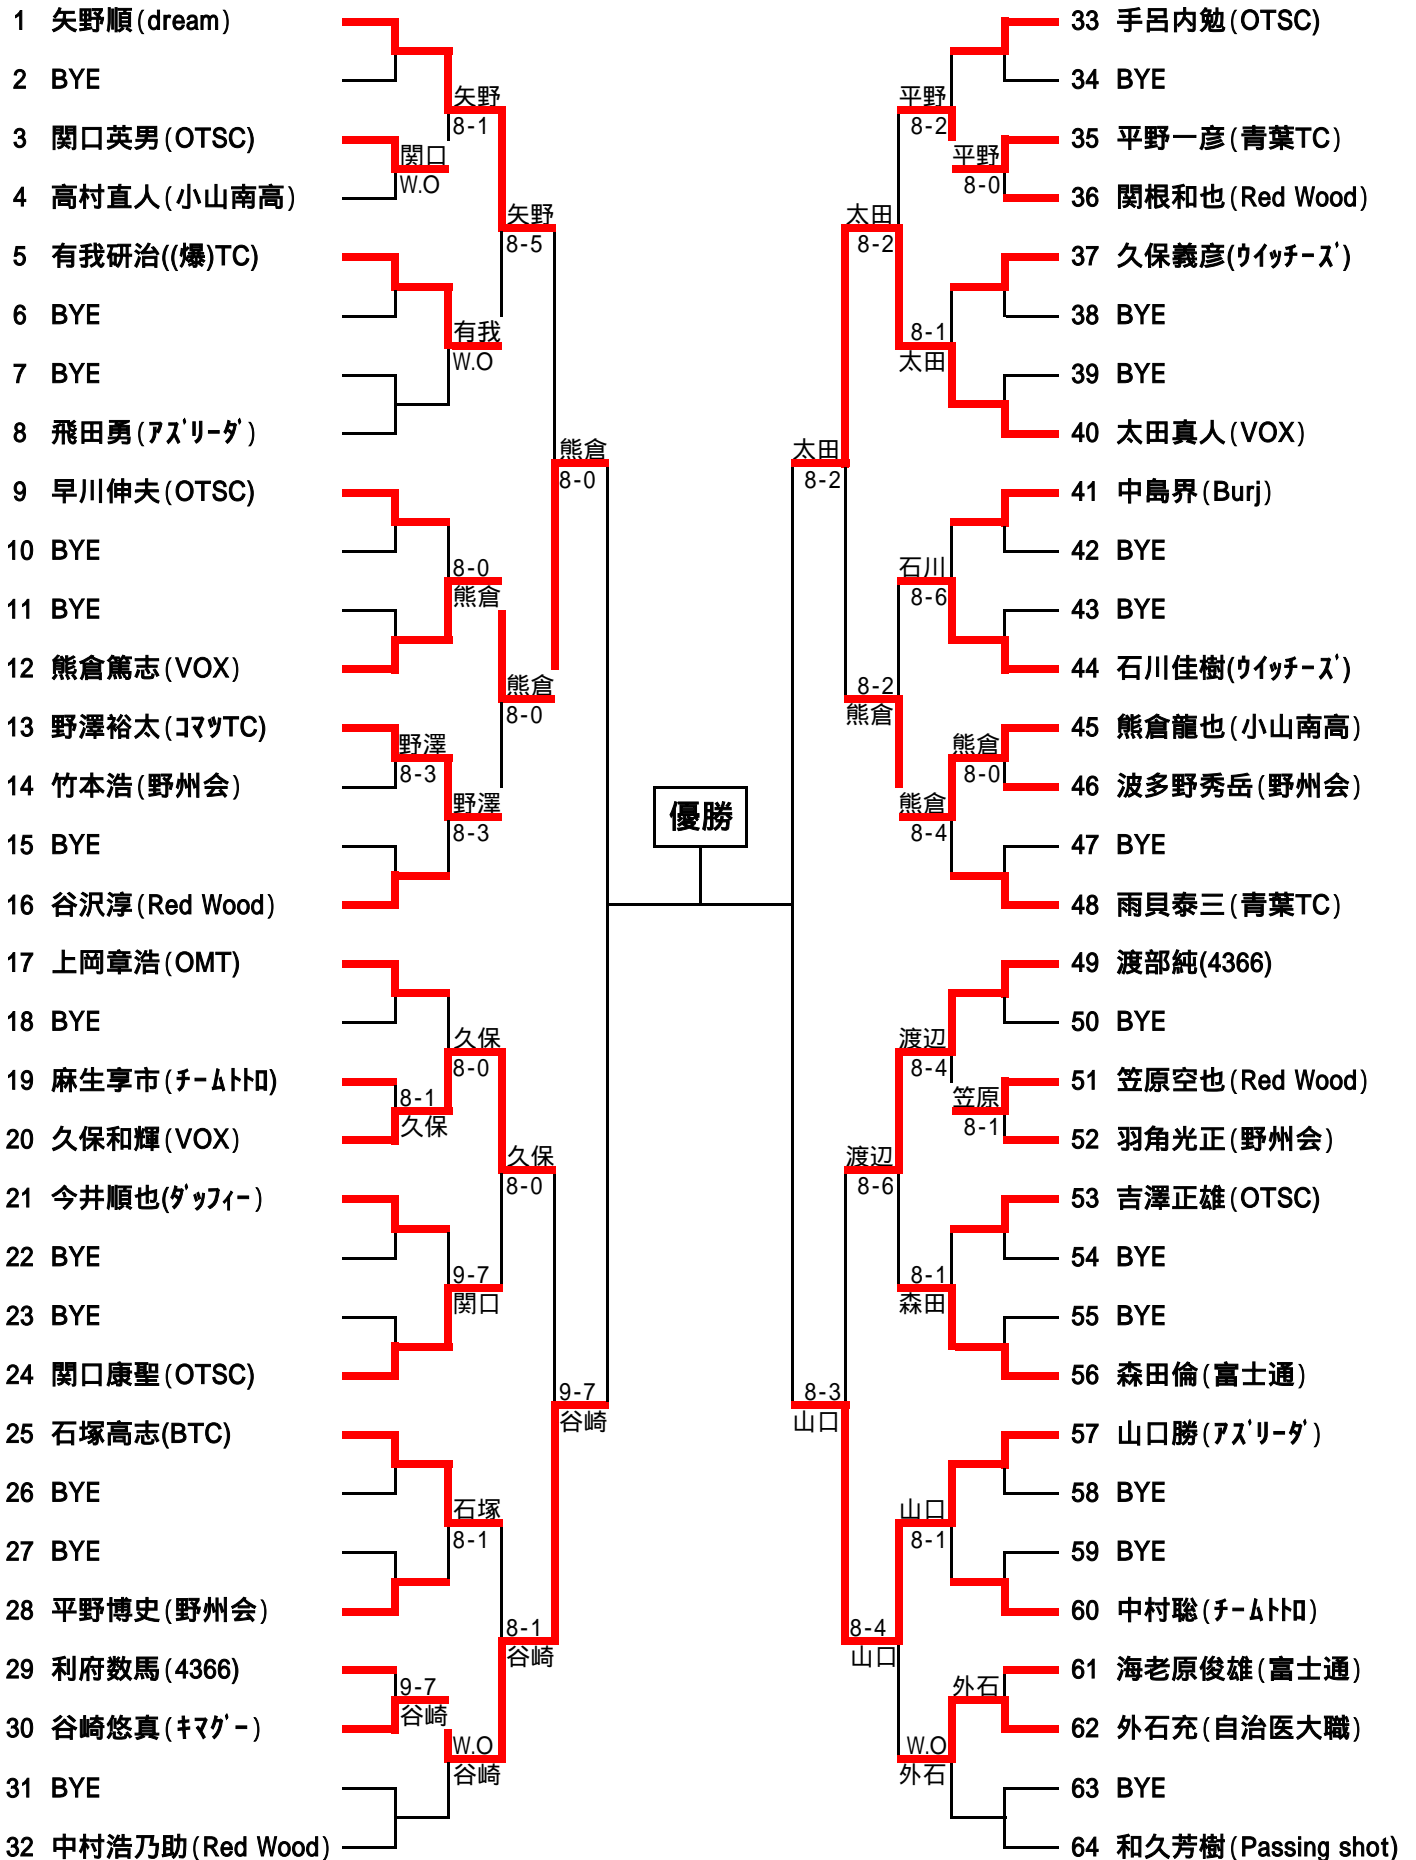 1 矢野順(dream)
2 BYE
3 関口英男(OTSC)
4 高村直人(小山南高)
5 有我研治((爆)TC)
6 BYE
7 BYE
8 飛田勇(ｱｽﾞﾘｰﾀﾞ)
9 早川伸夫(OTSC)
10 BYE
11 BYE
12 熊倉篤志(VOX)
13 野澤裕太(ｺﾏﾂTC)
14 竹本浩(野州会)
15 BYE
16 谷沢淳(Red Wood)
17 上岡章浩(OMT)
18 BYE
19 麻生享市(ﾁｰﾑﾄﾄﾛ)
20 久保和輝(VOX)
21 今井順也(ﾀﾞｯﾌｨｰ)
22 BYE
23 BYE
24 関口康聖(OTSC)
25 石塚高志(BTC)
26 BYE
27 BYE
28 平野博史(野州会)
29 利府数馬(4366)
30 谷崎悠真(ｷﾏｸﾞｰ)
31 BYE
32 中村浩乃助(Red Wood)
関口
W.O
野澤
8-3
8-1
久保
9-7
谷崎
矢野
8-1
有我
W.O
8-0
熊倉
野澤
8-3
久保
8-0
9-7
関口
石塚
8-1
W.O
谷崎
矢野
8-5
熊倉
8-0
久保
8-0
8-1
谷崎
熊倉
8-0
9-7
谷崎
優勝
太田
8-2
8-3
山口
太田
8-2
8-2
熊倉
渡辺
8-6
8-4
山口
平野
8-2
8-1
太田
石川
8-6
熊倉
8-4
渡辺
8-4
8-1
森田
山口
8-1
W.O
外石
平野
8-0
熊倉
8-0
笠原
8-1
外石
33 手呂内勉(OTSC)
34 BYE
35 平野一彦(青葉TC)
36 関根和也(Red Wood)
37 久保義彦(ｳｲｯﾁｰｽﾞ)
38 BYE
39 BYE
40 太田真人(VOX)
41 中島界(Burj)
42 BYE
43 BYE
44 石川佳樹(ｳｲｯﾁｰｽﾞ)
45 熊倉龍也(小山南高)
46 波多野秀岳(野州会)
47 BYE
48 雨貝泰三(青葉TC)
49 渡部純(4366)
50 BYE
51 笠原空也(Red Wood)
52 羽角光正(野州会)
53 吉澤正雄(OTSC)
54 BYE
55 BYE
56 森田倫(富士通)
57 山口勝(ｱｽﾞﾘｰﾀﾞ)
58 BYE
59 BYE
60 中村聡(ﾁｰﾑﾄﾄﾛ)
61 海老原俊雄(富士通)
62 外石充(自治医大職)
63 BYE
64 和久芳樹(Passing shot)